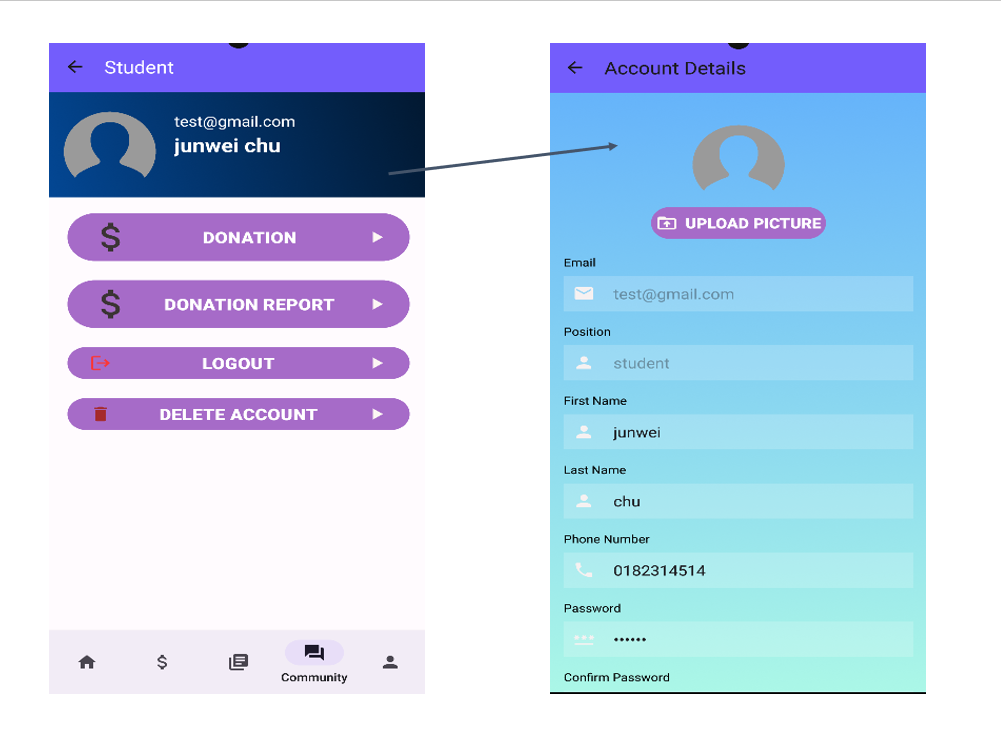 Student
test@gmail.com
junwei chu
DONATION
DONATION REPORT
LOGOUT
DELETE ACCOUNT
Community
Account Details
UPLOAD PICTURE
Email
test@gmail.com
Position
student
First Name
junwei
Last Name
chu
Phone Number
0182314514
Password
••••••
Confirm Password